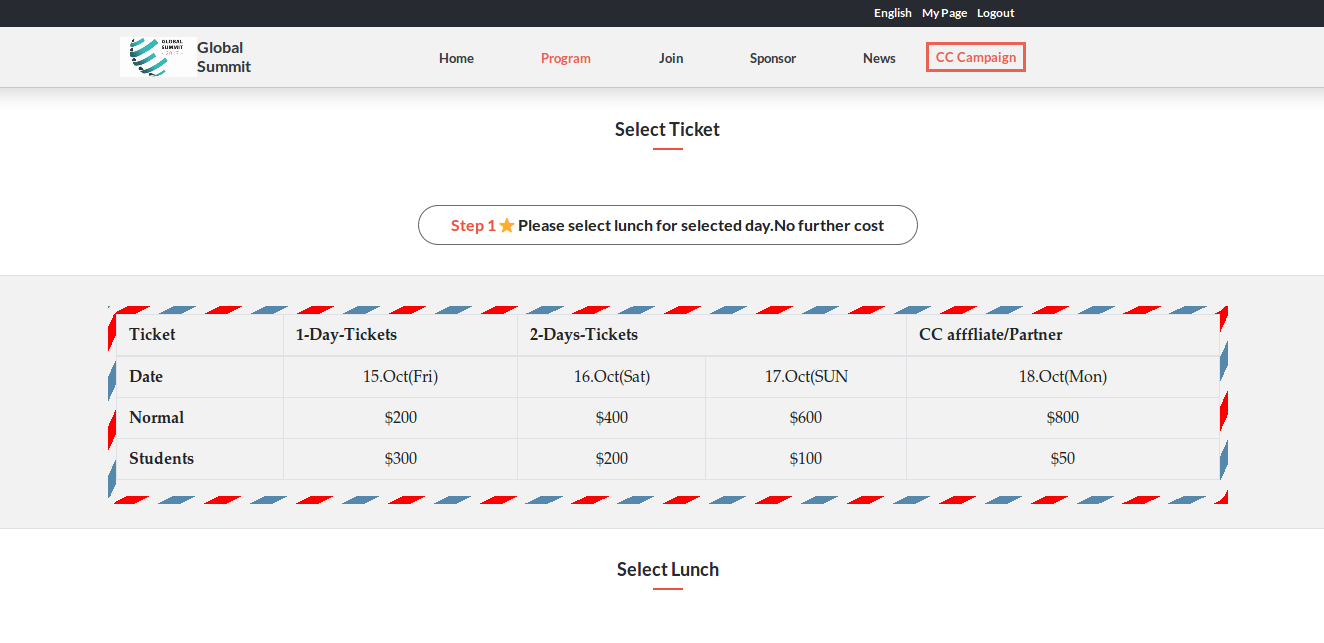 English My Page Logout
GLOBAL
SUMMIT
- 2017 -
Global
Summit
Home Program Join Sponsor News CC Campaign
Select Ticket
Step 1 ⭐ Please select lunch for selected day.No further cost
Ticket 1-Day-Tickets 2-Days-Tickets CC afffliate/Partner
Date 15.Oct(Fri) 16.Oct(Sat) 17.Oct(SUN 18.Oct(Mon)
Normal $200 $400 $600 $800
Students $300 $200 $100 $50
Select Lunch